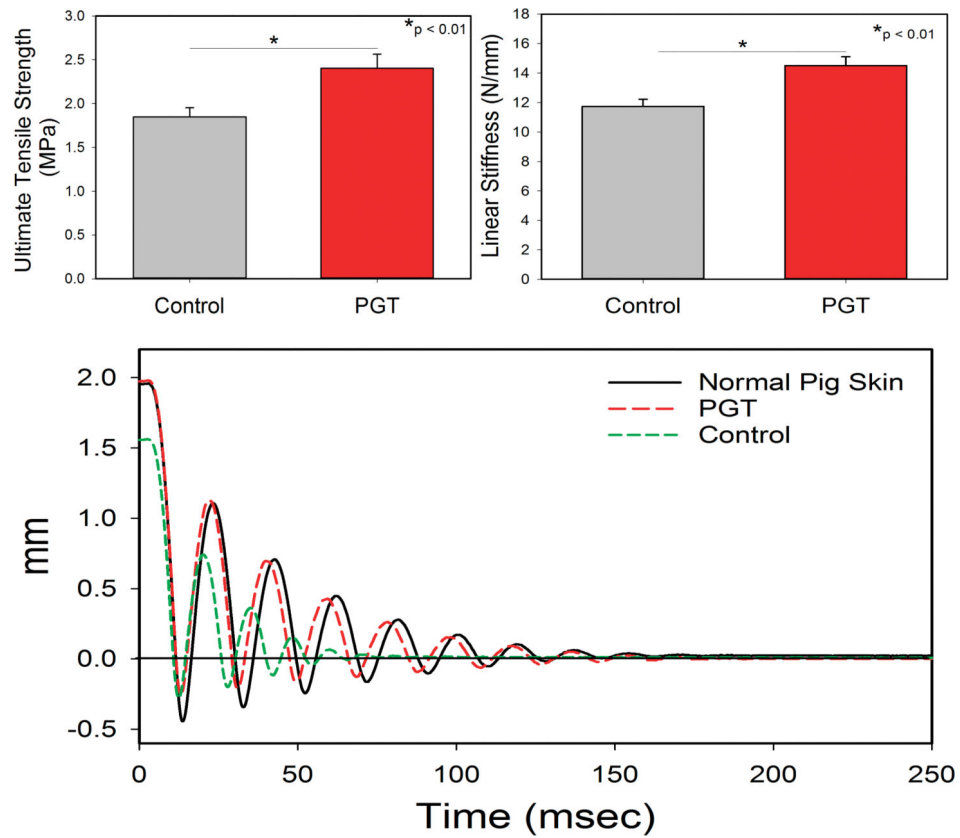 Ultimate Tensile Strength
(MPa)
3.0
2.5
2.0
1.5
1.0
0.5
0.0
*
*p < 0.01
Control
PGT
Linear Stiffness (N/mm)
18
16
14
12
10
8
6
4
2
0
*
*p < 0.01
Control
PGT
mm
2.0
1.5
1.0
0.5
0.0
-0.5
Normal Pig Skin
PGT
Control
0
50
100
150
200
250
Time (msec)